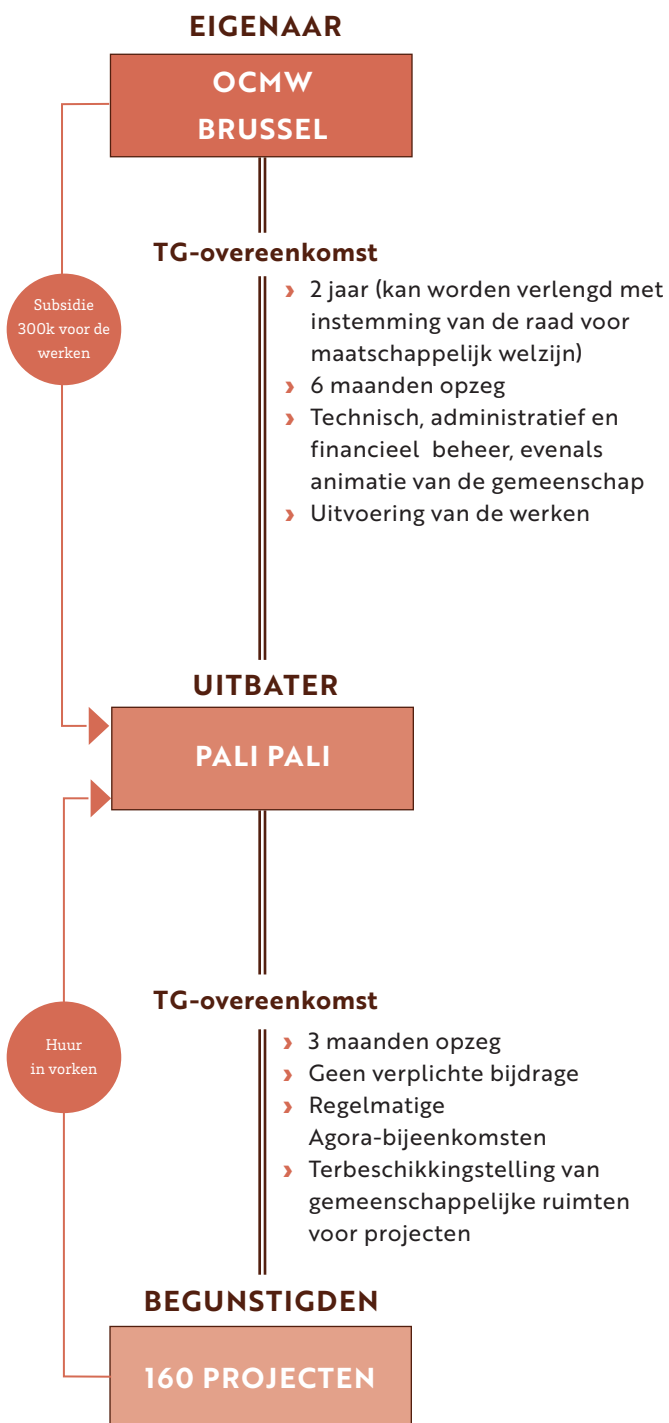 EIGENAAR
OCMW
BRUSSEL
TG-overeenkomst
Subsidie
300k voor de
werken
› 2 jaar (kan worden verlengd met
instemming van de raad voor
maatschappelijk welzijn)
› 6 maanden opzeg
› Technisch, administratief en
financieel beheer, evenals
animatie van de gemeenschap
› Uitvoering van de werken
UITBATER
PALI PALI
TG-overeenkomst
Huur
in vorken
› 3 maanden opzeg
› Geen verplichte bijdrage
› Regelmatige
Agora-bijeenkomsten
› Terbeschikkingstelling van
gemeenschappelijke ruimten
voor projecten
BEGUNSTIGDEN
160 PROJECTEN